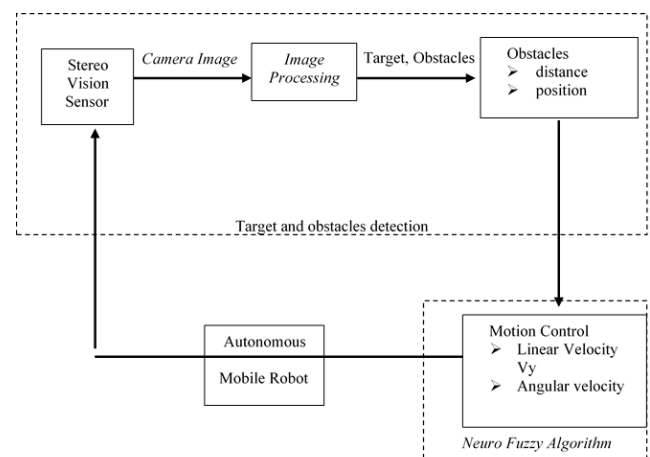 Stereo
Vision
Sensor
Camera Image
Image
Processing
Target, Obstacles
Obstacles
➢ distance
➢ position
Target and obstacles detection
Autonomous
Mobile Robot
Motion Control
➢ Linear Velocity
Vy
➢ Angular velocity
Neuro Fuzzy Algorithm